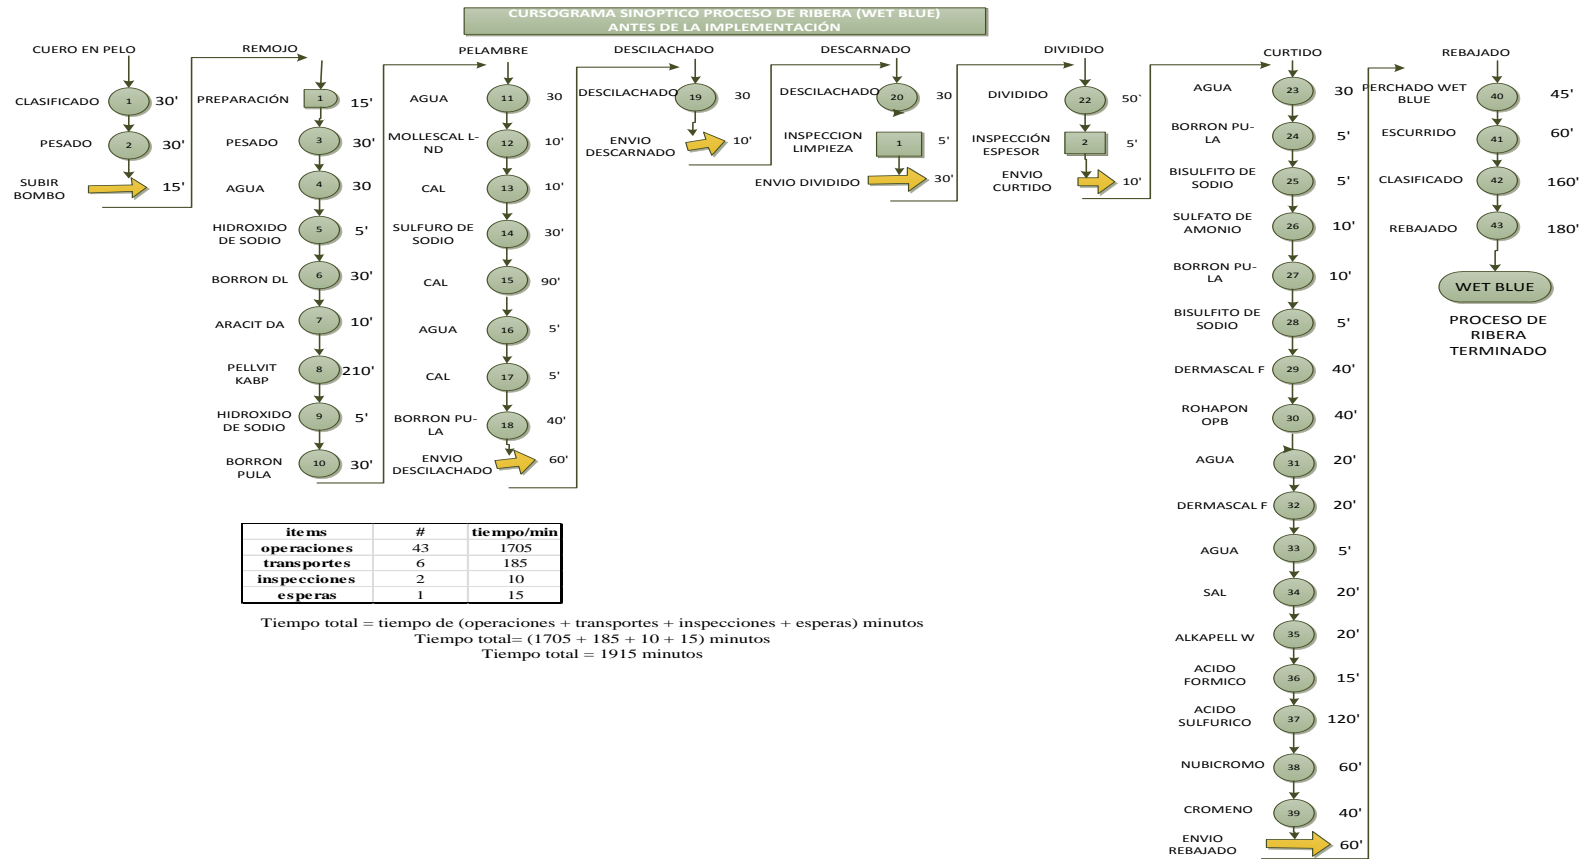 CURSOGRAMA SINOPTICO PROCESO DE RIBERA (WET BLUE)
ANTES DE LA IMPLEMENTACIÓN
CUERO EN PELO
CLASIFICADO 1 30'
PESADO 2 30'
SUBIR
BOMBO 15'
REMOJO
PREPARACIÓN 1 15'
PESADO 3 30'
AGUA 4 30
HIDROXIDO
DE SODIO 5 5'
BORRON DL 6 30'
ARACIT DA 7 10'
PELLVIT
KABP 8 210'
HIDROXIDO
DE SODIO 9 5'
BORRON
PULA 10 30'
PELAMBRE
AGUA 11 30
MOLLESCAL L-
ND 12 10'
CAL 13 10'
SULFURO DE
SODIO 14 30'
CAL 15 90'
AGUA 16 5'
CAL 17 5'
BORRON PU-
LA 18 40'
ENVIO
DESCILACHADO 60'
DESCILACHADO
DESCILACHADO 19 30
ENVIO
DESCARNADO 10'
DESCARNADO
DESCILACHADO 20 30
INSPECCION
LIMPIEZA 1 5'
ENVIO DIVIDIDO 30'
DIVIDIDO
DIVIDIDO 22 50`
INSPECCIÓN
ESPESOR 2 5'
ENVIO
CURTIDO 10'
CURTIDO
AGUA 23 30
BORRON PU-
LA 24 5'
BISULFITO DE
SODIO 25 5'
SULFATO DE
AMONIO 26 10'
BORRON PU-
LA 27 10'
BISULFITO DE
SODIO 28 5'
DERMASCAL F 29 40'
ROHAPON
OPB 30 40'
AGUA 31 20'
DERMASCAL F 32 20'
AGUA 33 5'
SAL 34 20'
ALKAPELL W 35 20'
ACIDO
FORMICO 36 15'
ACIDO
SULFURICO 37 120'
NUBICROMO 38 60'
CROMENO 39 40'
ENVIO
REBAJADO 60'
REBAJADO
PERCHADO WET
BLUE 40 45'
ESCURRIDO 41 60'
CLASIFICADO 42 160'
REBAJADO 43 180'
WET BLUE
PROCESO DE
RIBERA
TERMINADO
items # tiempo/min
operaciones 43 1705
transportes 6 185
inspecciones 2 10
esperas 1 15
Tiempo total = tiempo de (operaciones + transportes + inspecciones + esperas) minutos
Tiempo total= (1705 + 185 + 10 + 15) minutos
Tiempo total = 1915 minutos